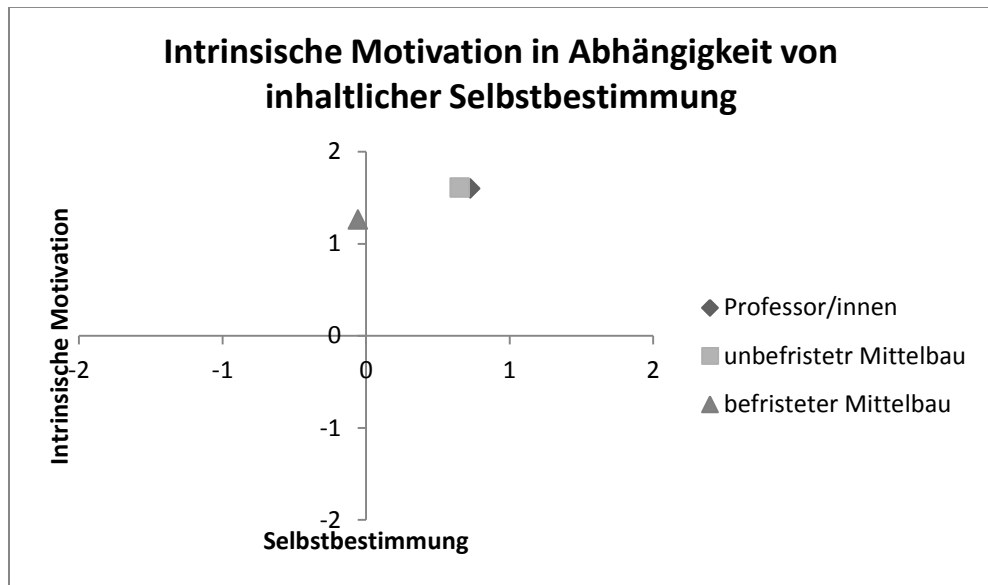 Intrinsische Motivation in Abhängigkeit von
inhaltlicher Selbstbestimmung
Intrinsische Motivation
2
1
0
-1
-2
-2
-1
0
1
2
Selbstbestimmung
Professor/innen
unbefristetr Mittelbau
befristeter Mittelbau